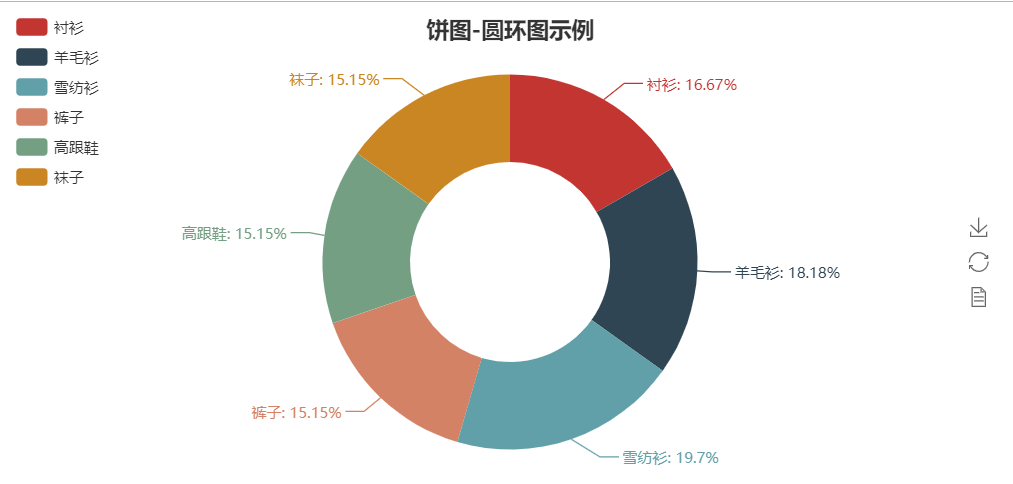 饼图-圆环图示例
衬衫
羊毛衫
雪纺衫
裤子
高跟鞋
袜子
袜子: 15.15%
衬衫: 16.67%
高跟鞋: 15.15%
羊毛衫: 18.18%
裤子: 15.15%
雪纺衫: 19.7%